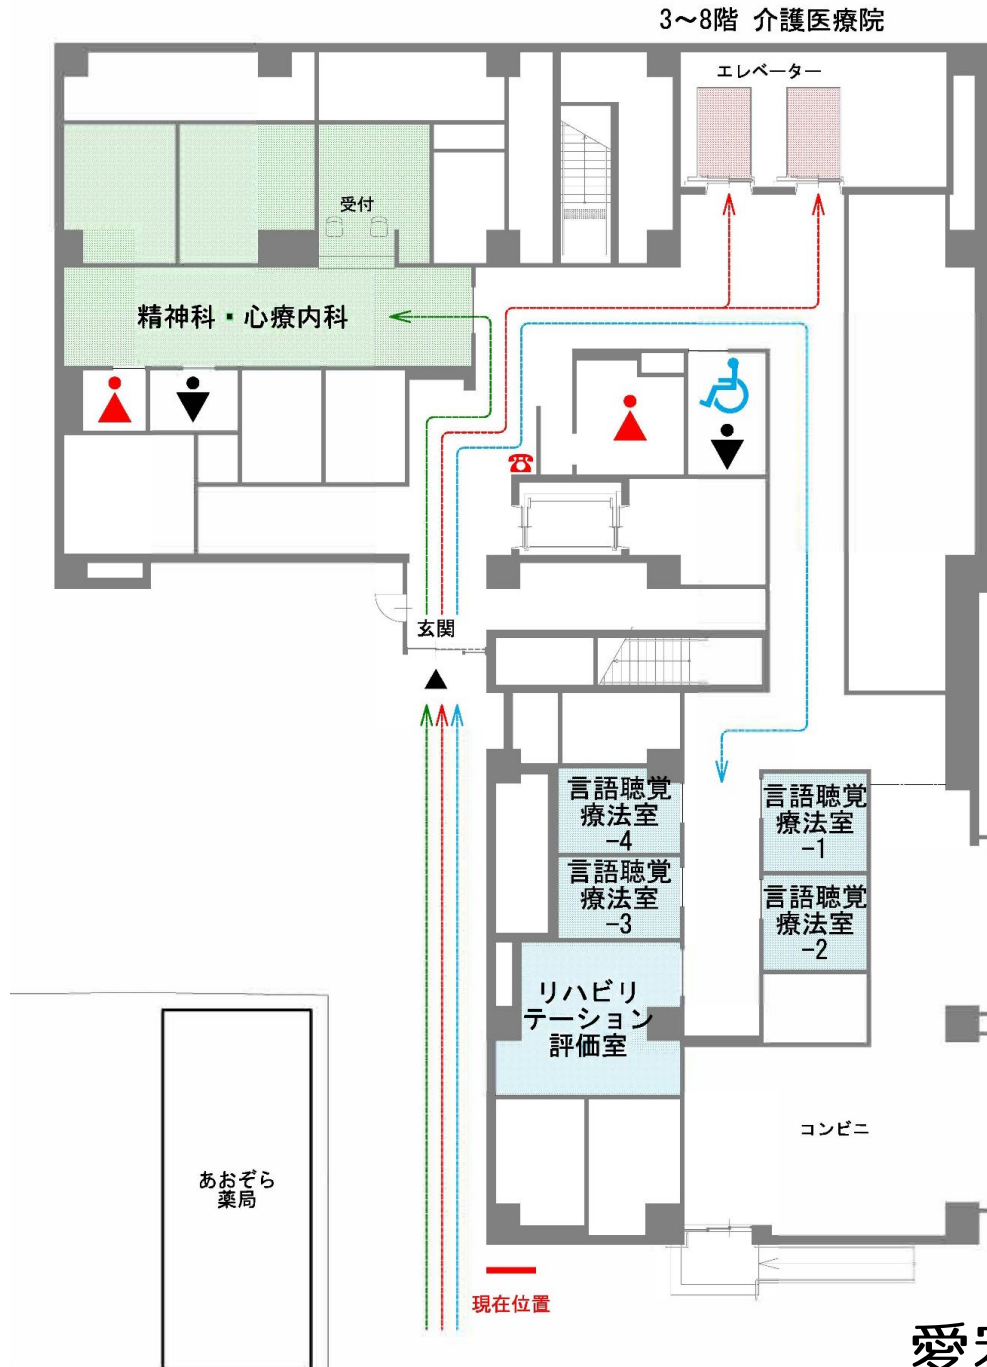 3～8階 介護医療院
エレベーター
受付
精神科・心療内科
玄関
言語聴覚
療法室
-4
言語聴覚
療法室
-1
言語聴覚
療法室
-3
言語聴覚
療法室
-2
リハビリ
テーション
評価室
コンビニ
あおぞら
薬局
現在位置
愛